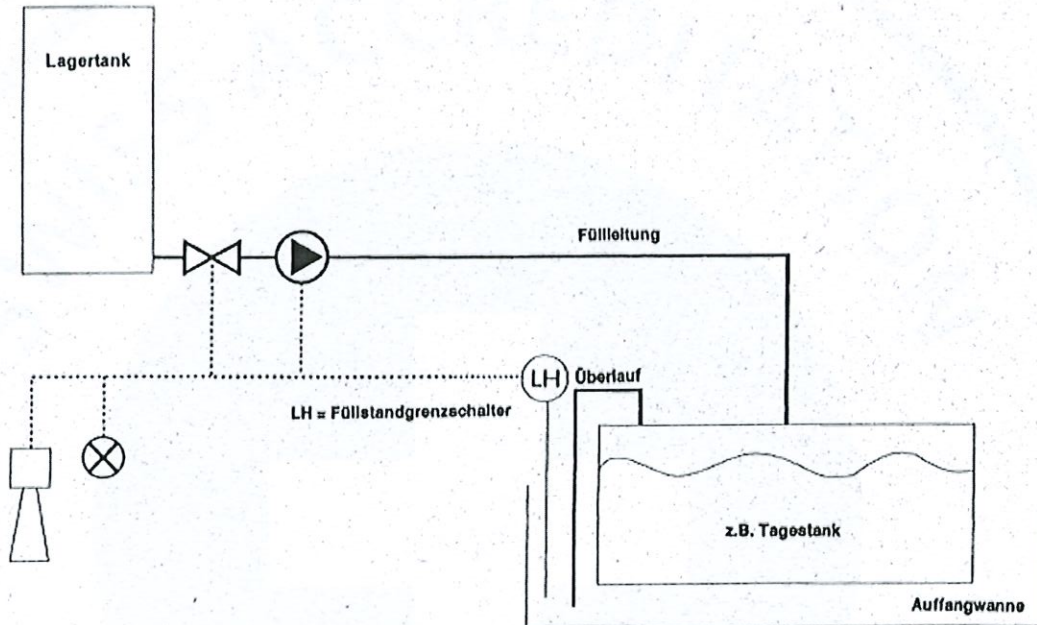 Lagertank
Füllleitung
LH Überlauf
LH = Füllstandgrenzschalter
z.B. Tagestank
Auffangwanne